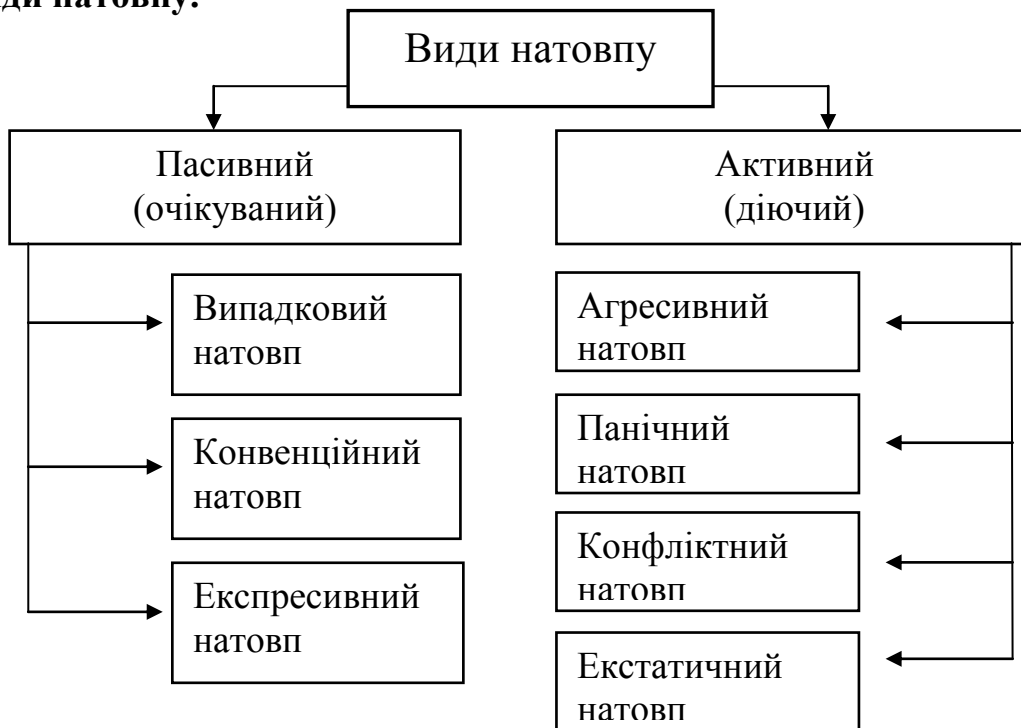 ди натовпу.
Види натовпу
Пасивний
(очікуваний)
Активний
(діючий)
Випадковий
натовп
Конвенційний
натовп
Експресивний
натовп
Агресивний
натовп
Панічний
натовп
Конфліктний
натовп
Екстатичний
натовп